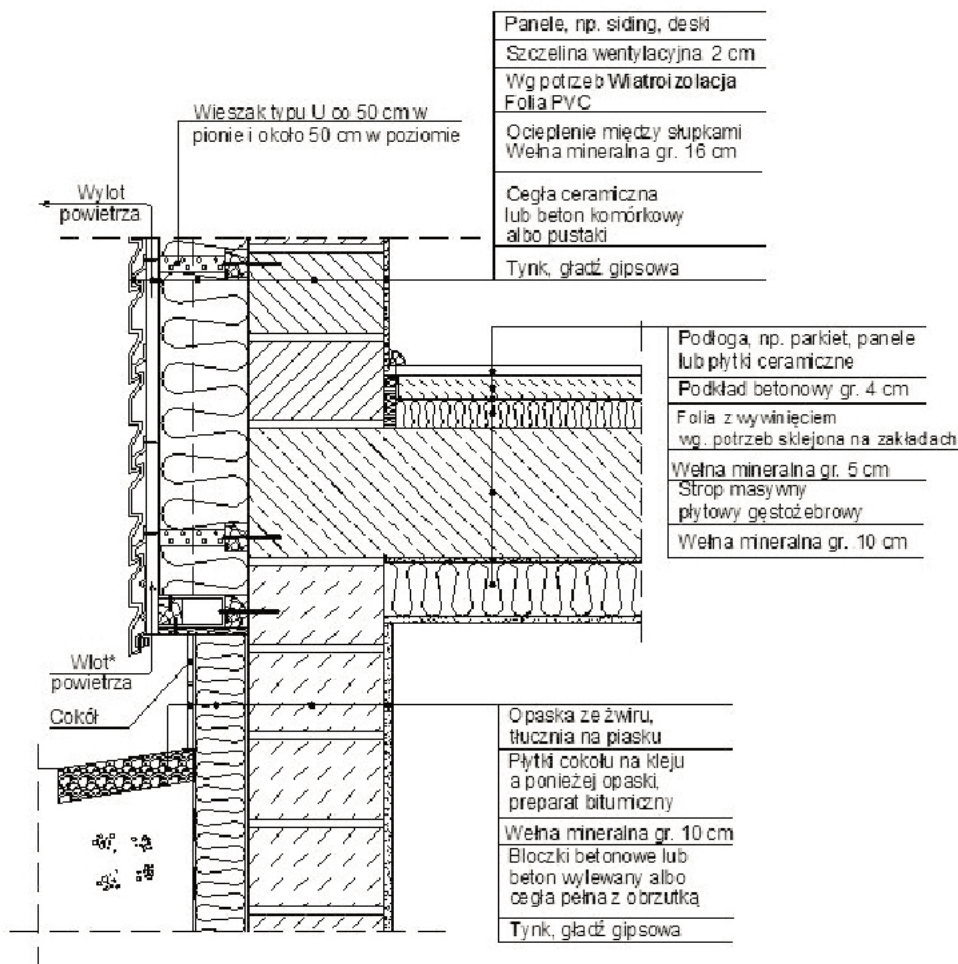 Panele, np. siding, deski
Szczelina wentylacyjna 2 cm
Wg potrzeb Wiatroizolacja
Folia PVC
Ocieplenie między słupkami
Wełna mineralna gr. 16 cm
Cegła ceramiczna
lub beton komórkowy
albo pustaki
Tynk, gładź gipsowa
Wieszak typu U co 50 cm w
pionie i około 50 cm w poziomie
Wylot
powietrza
Podłoga, np. parkiet, panele
lub płytki ceramiczne
Podkład betonowy gr. 4 cm
Folia z wywinięciem
wg. potrzeb sklejona na zakładach
Wełna mineralna gr. 5 cm
Strop masywny
płytowy gęstożebrowy
Wełna mineralna gr. 10 cm
Wlot*
powietrza
Cokół
Opaska ze żwiru,
tłucznia na piasku
Płytki cokołu na kleju
a poniżej opaski,
preparat bitumiczny
Wełna mineralna gr. 10 cm
Bloczki betonowe lub
beton wylewany albo
cegła pełna z obrzutką
Tynk, gładź gipsowa